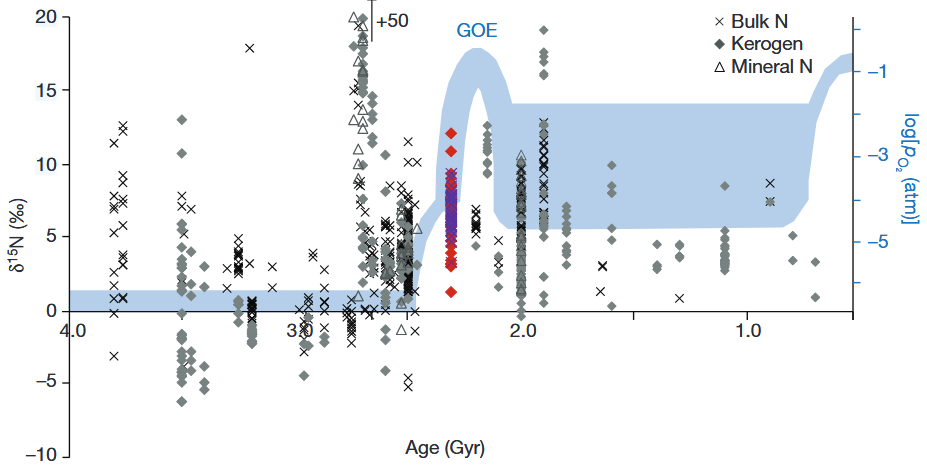 20
15
10
5
0
−5
−10
δ¹⁵N (‰)
+50
GOE
Bulk N
Kerogen
Mineral N
−1
−3
−5
log[pO₂ (atm)]
4.0
3.0
2.0
1.0
Age (Gyr)